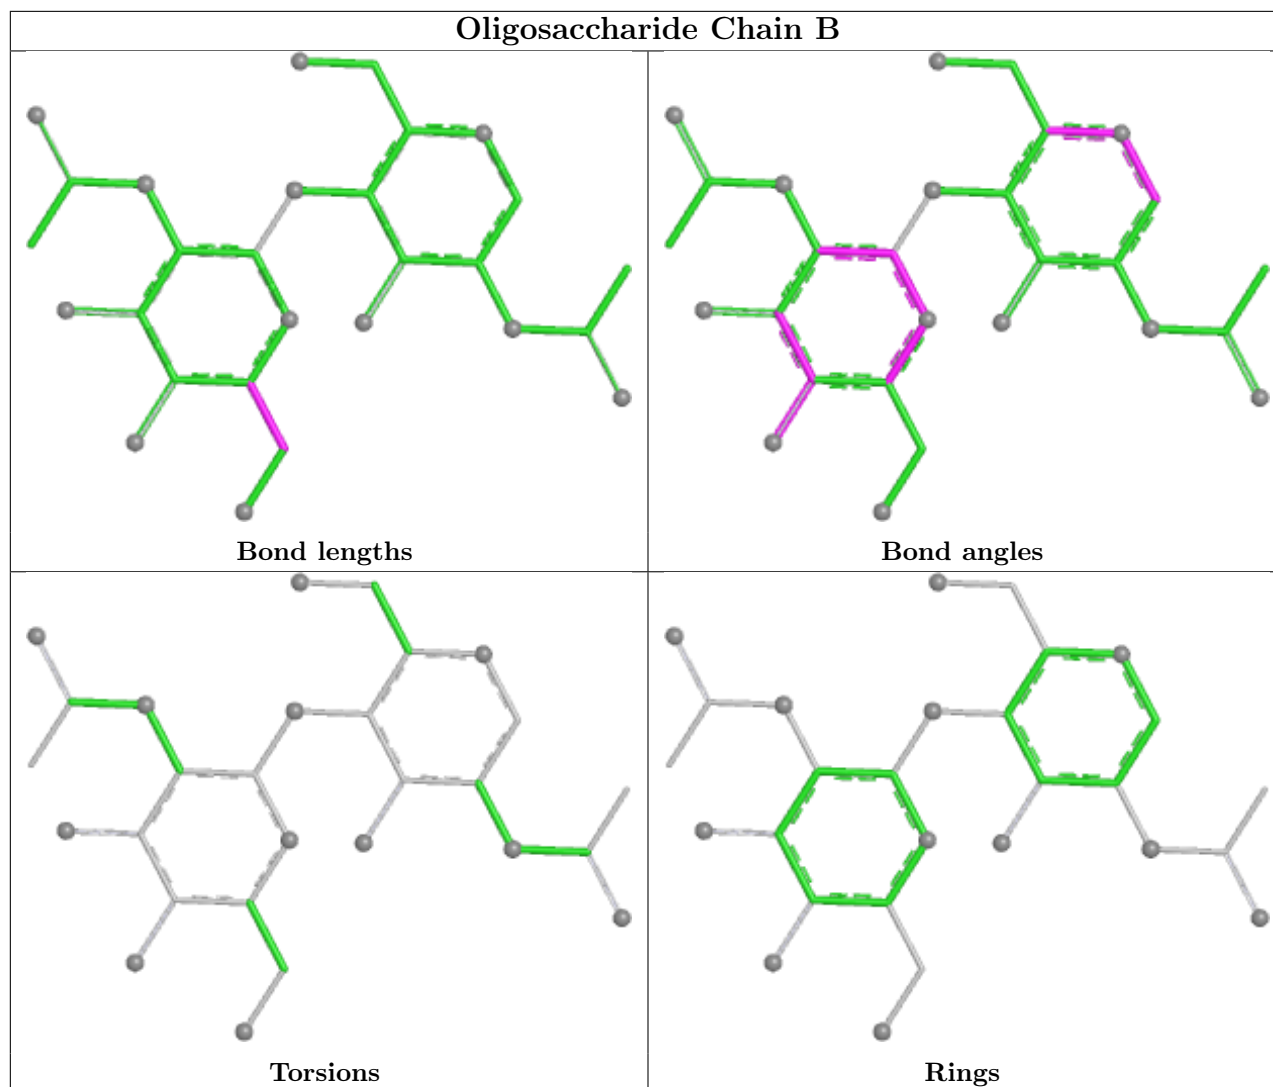 Oligosaccharide Chain B
Bond lengths
Bond angles
Torsions
Rings